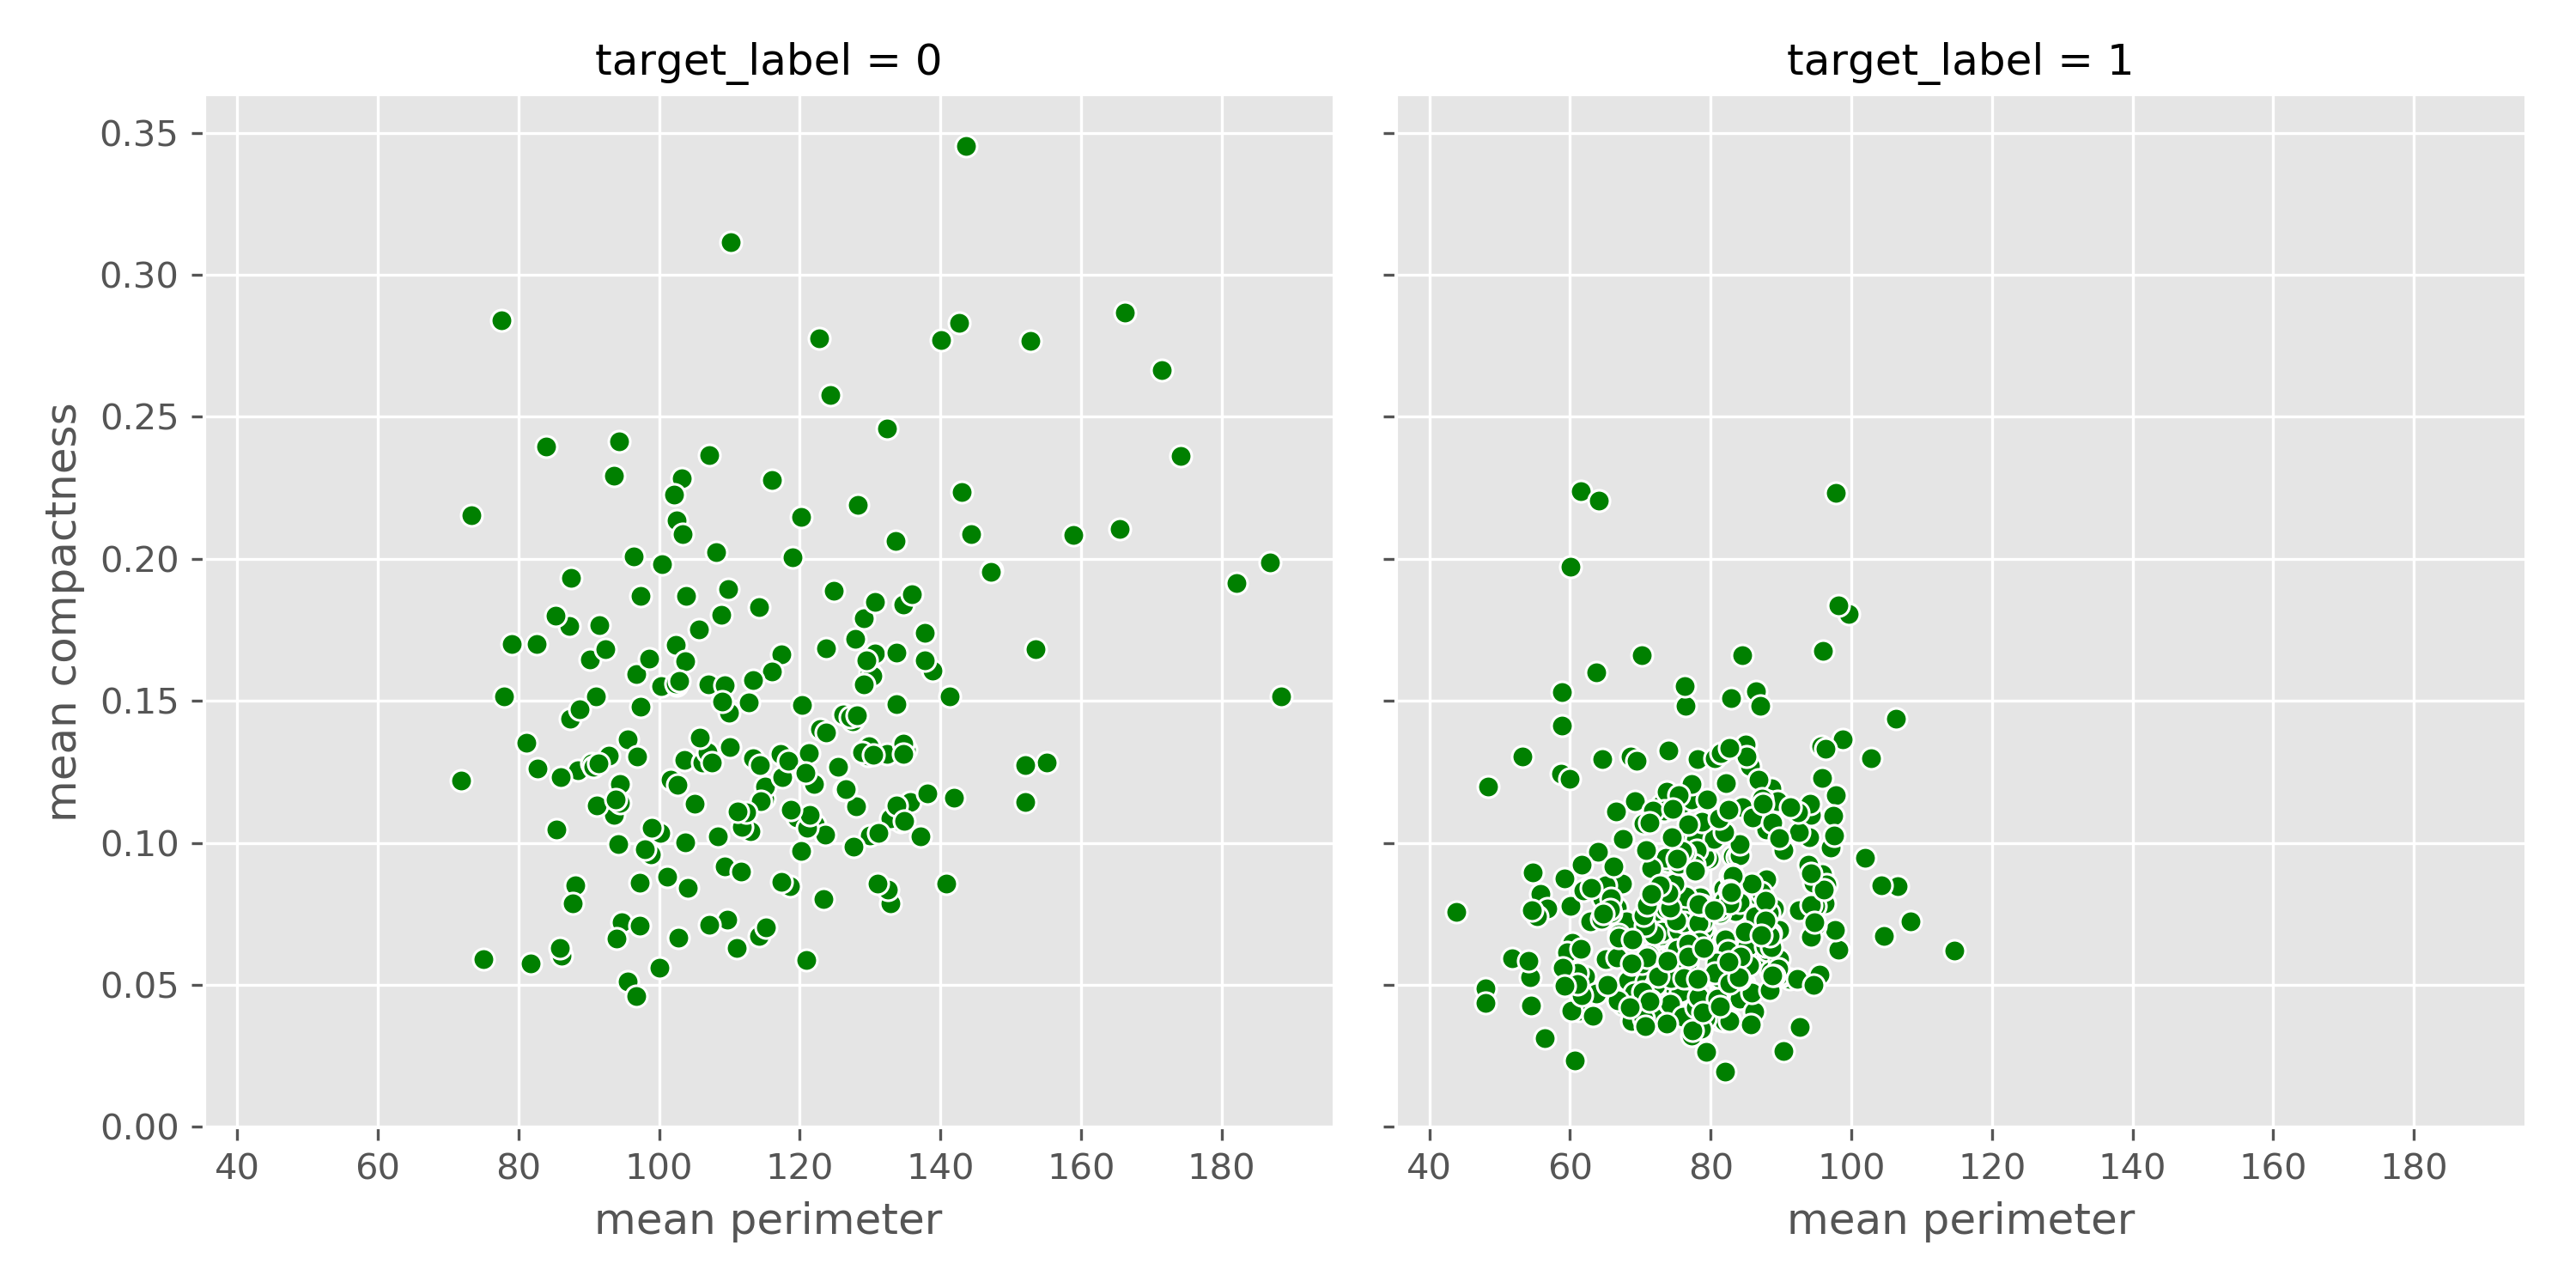 target_label = 0
target_label = 1
0.35
0.30
0.25
0.20
0.15
0.10
0.05
0.00
mean compactness
40 60 80 100 120 140 160 180
40 60 80 100 120 140 160 180
mean perimeter
mean perimeter